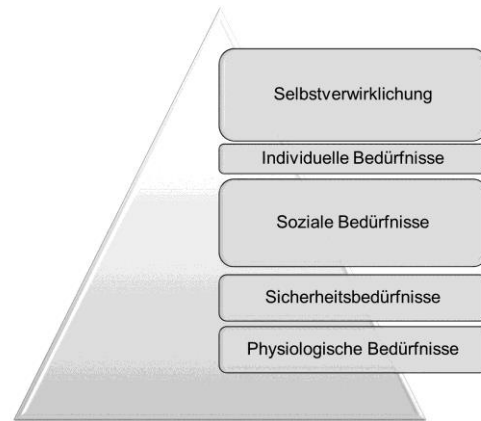 Selbstverwirklichung
Individuelle Bedürfnisse
Soziale Bedürfnisse
Sicherheitsbedürfnisse
Physiologische Bedürfnisse